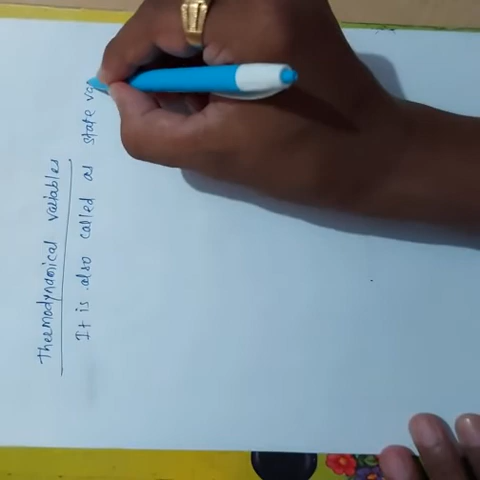 Thermodynamical variables
It is also called as state va